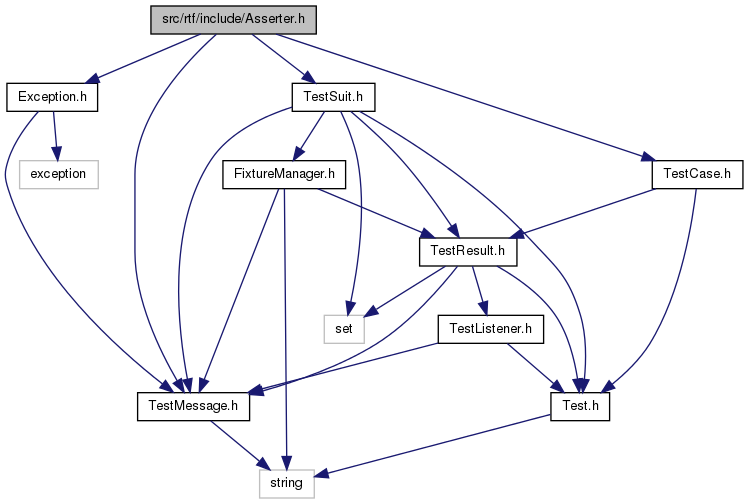 src/rtf/include/Asserter.h
Exception.h
TestSuit.h
exception
FixtureManager.h
TestCase.h
TestResult.h
set
TestListener.h
TestMessage.h
Test.h
string